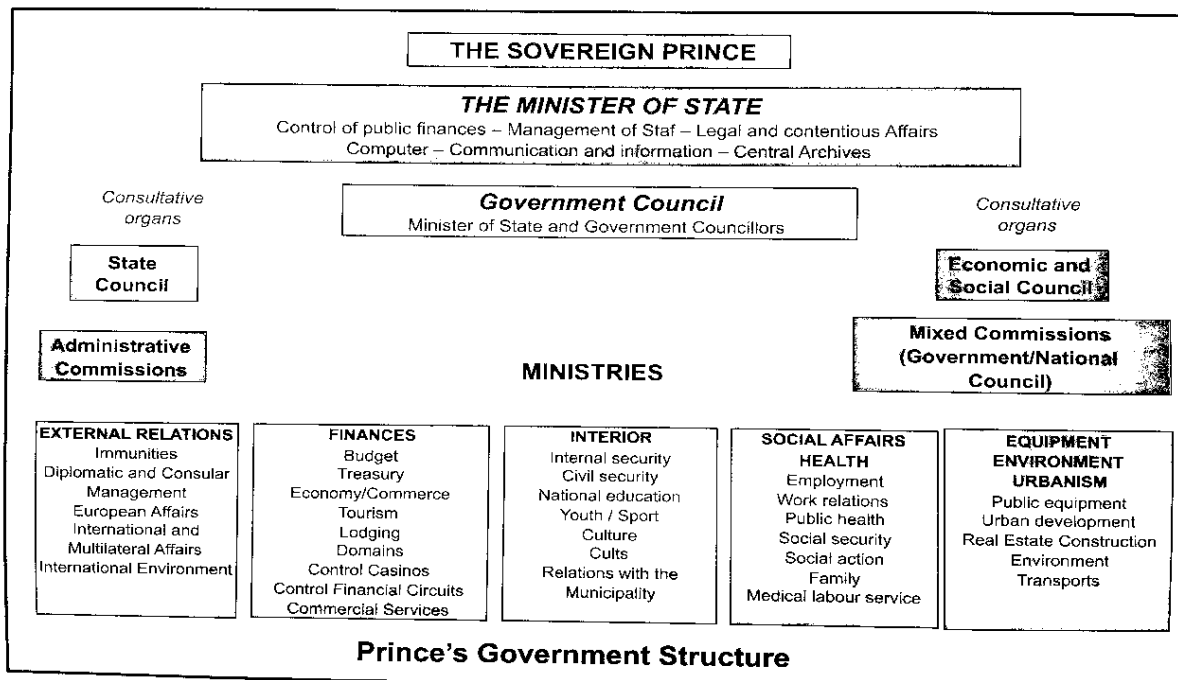 THE SOVEREIGN PRINCE
THE MINISTER OF STATE
Control of public finances – Management of Staf – Legal and contentious Affairs
Computer – Communication and information – Central Archives
Consultative
organs
Government Council
Minister of State and Government Councillors
Consultative
organs
State
Council
Economic and
Social Council
Administrative
Commissions
Mixed Commissions
(Government/National
Council)
MINISTRIES
EXTERNAL RELATIONS
Immunities
Diplomatic and Consular
Management
European Affairs
International and
Multilateral Affairs
International Environment
FINANCES
Budget
Treasury
Economy/Commerce
Tourism
Lodging
Domains
Control Casinos
Control Financial Circuits
Commercial Services
INTERIOR
Internal security
Civil security
National education
Youth / Sport
Culture
Cults
Relations with the
Municipality
SOCIAL AFFAIRS
HEALTH
Employment
Work relations
Public health
Social security
Social action
Family
Medical labour service
EQUIPMENT
ENVIRONMENT
URBANISM
Public equipment
Urban development
Real Estate Construction
Environment
Transports
Prince's Government Structure